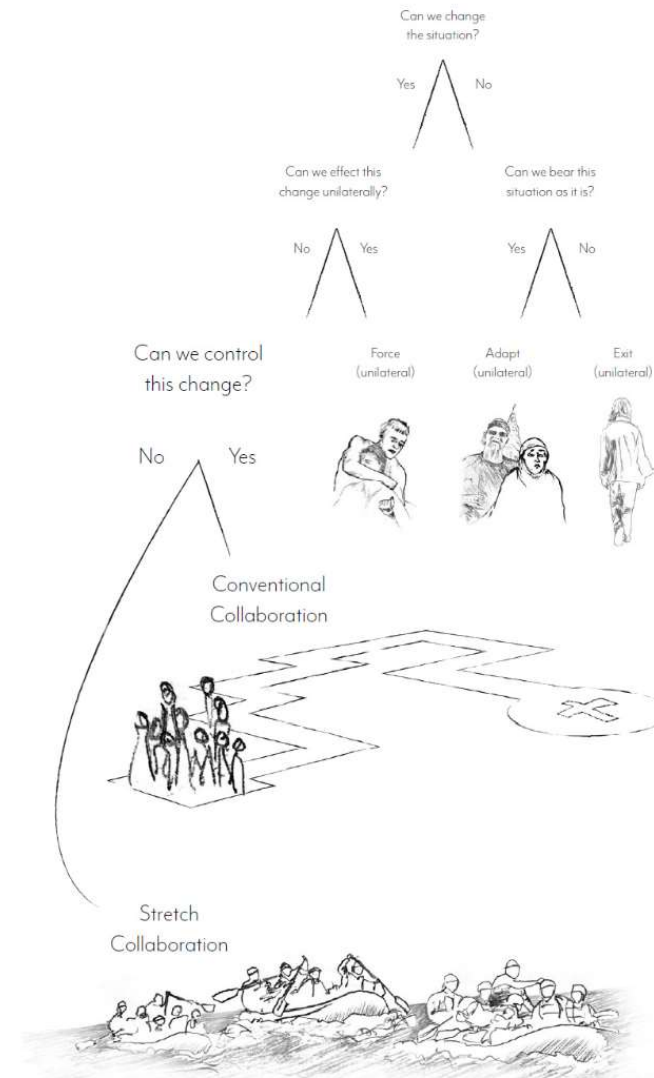 Can we change
the situation?
Yes
No
Can we effect this
change unilaterally?
Can we bear this
situation as it is?
No
Yes
Yes
No
Can we control
this change?
Force
(unilateral)
Adapt
(unilateral)
Exit
(unilateral)
No
Yes
Conventional
Collaboration
Stretch
Collaboration